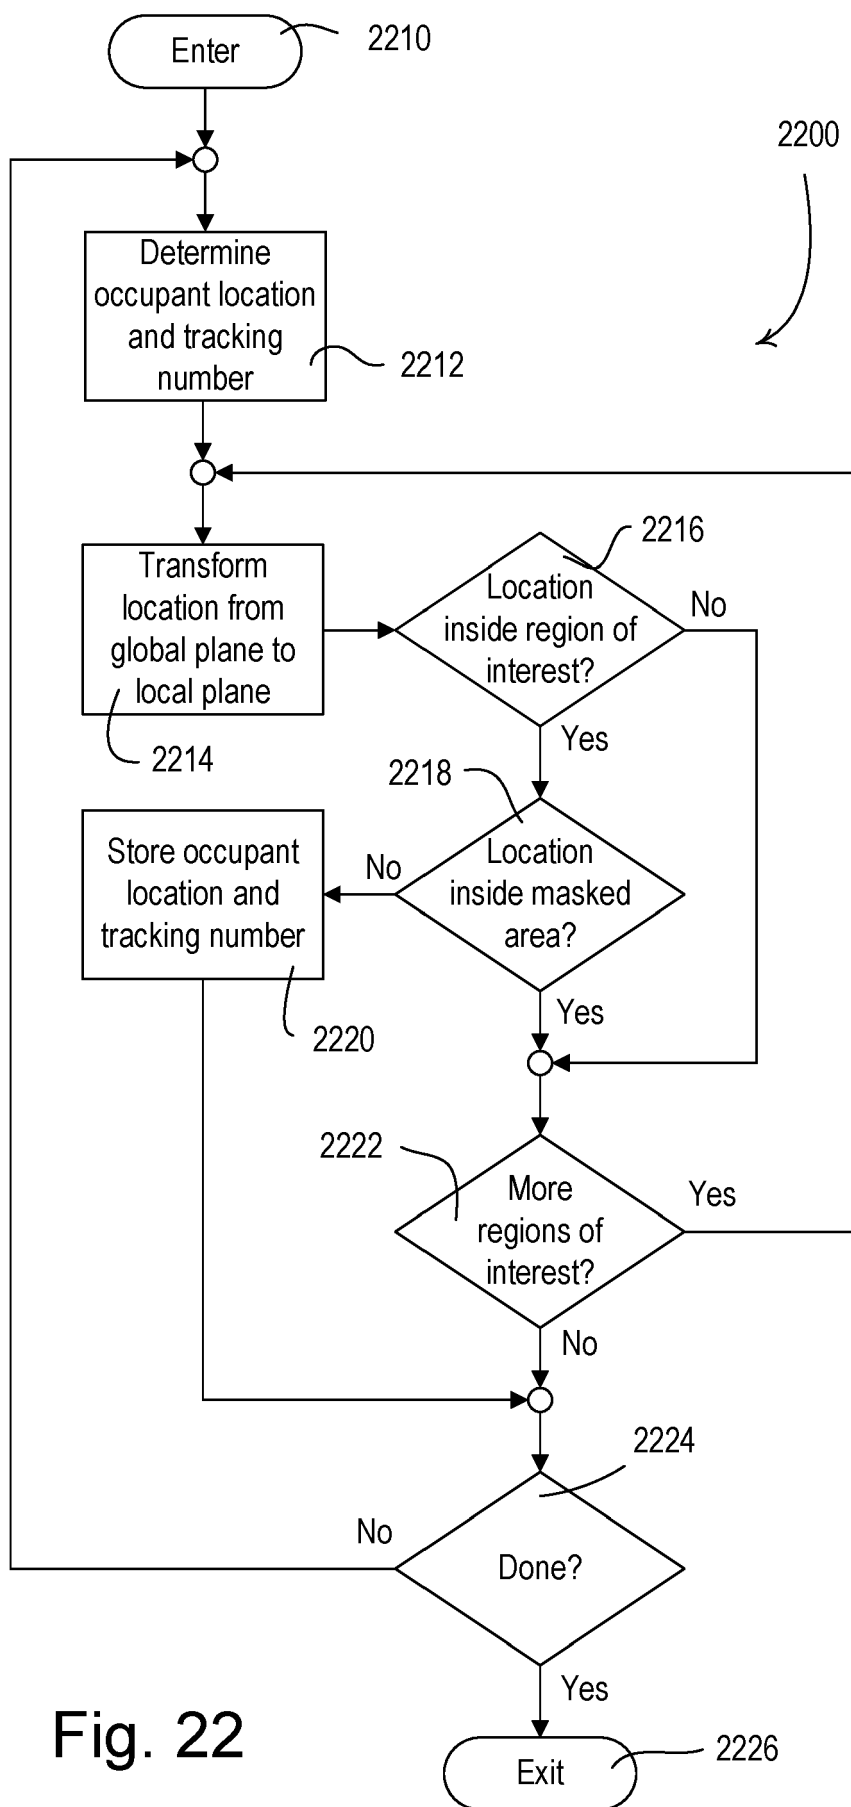 Enter
2210
2200
Determine
occupant location
and tracking
number
2212
Transform
location from
global plane to
local plane
2214
2216
Location
inside region of
interest?
No
Yes
2218
Location
inside masked
area?
No
Yes
Store occupant
location and
tracking number
2220
2222
More
regions of
interest?
Yes
No
2224
Done?
No
Yes
Exit
2226
Fig. 22